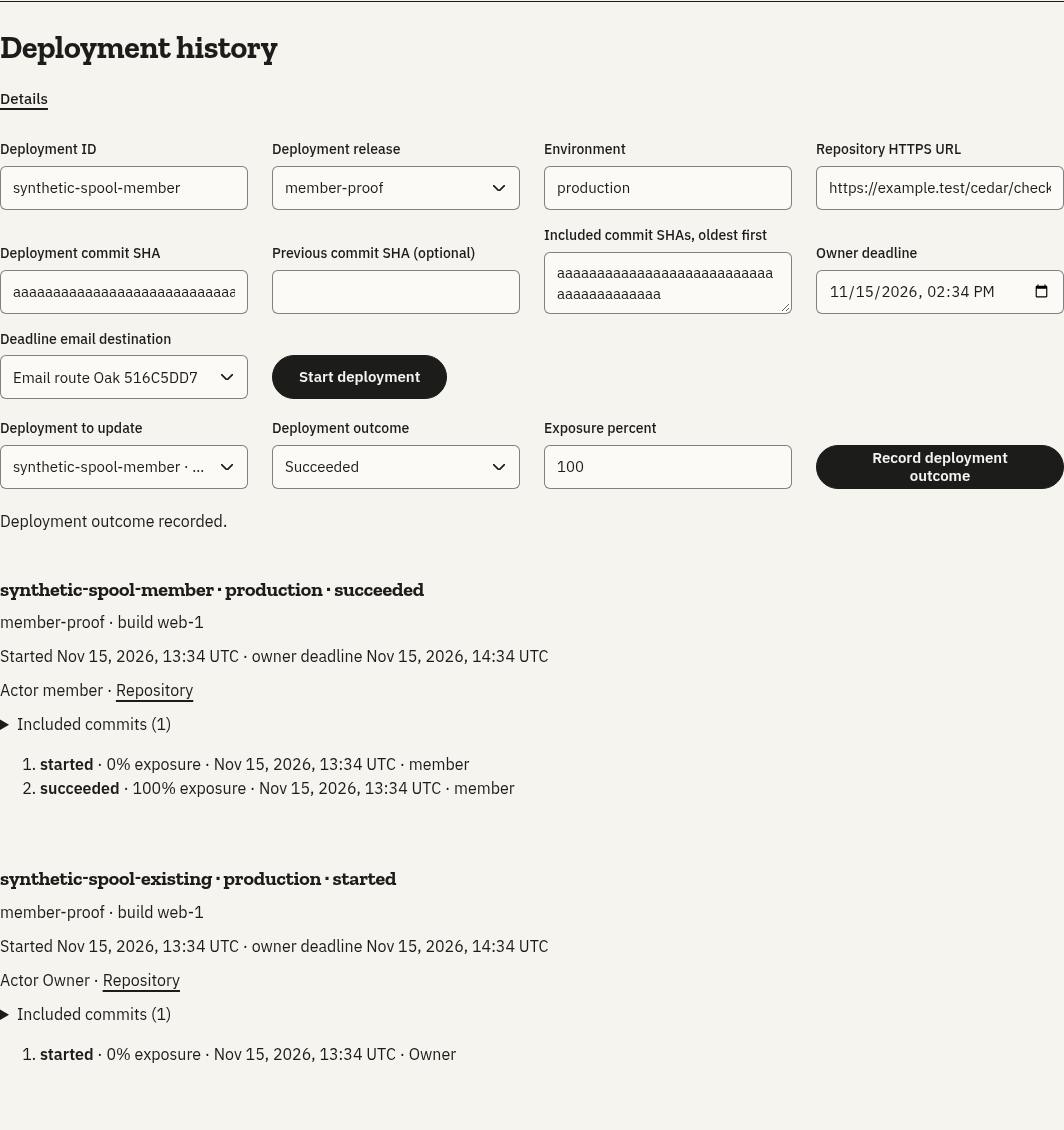 Deployment history
Details
Deployment ID
Deployment release
Environment
Repository HTTPS URL
synthetic-spool-member
member-proof
production
https://example.test/cedar/check
Deployment commit SHA
Previous commit SHA (optional)
Included commit SHAs, oldest first
Owner deadline
aaaaaaaaaaaaaaaaaaaaaaaaaaaa
aaaaaaaaaaaaaaaaaaaaaaaaaaa
aaaaaaaaaaaaa
11/15/2026, 02:34 PM
Deadline email destination
Email route Oak 516C5DD7
Start deployment
Deployment to update
Deployment outcome
Exposure percent
synthetic-spool-member · ...
Succeeded
100
Record deployment
outcome
Deployment outcome recorded.
synthetic-spool-member · production · succeeded
member-proof · build web-1
Started Nov 15, 2026, 13:34 UTC · owner deadline Nov 15, 2026, 14:34 UTC
Actor member · Repository
Included commits (1)
1. started · 0% exposure · Nov 15, 2026, 13:34 UTC · member
2. succeeded · 100% exposure · Nov 15, 2026, 13:34 UTC · member
synthetic-spool-existing · production · started
member-proof · build web-1
Started Nov 15, 2026, 13:34 UTC · owner deadline Nov 15, 2026, 14:34 UTC
Actor Owner · Repository
Included commits (1)
1. started · 0% exposure · Nov 15, 2026, 13:34 UTC · Owner